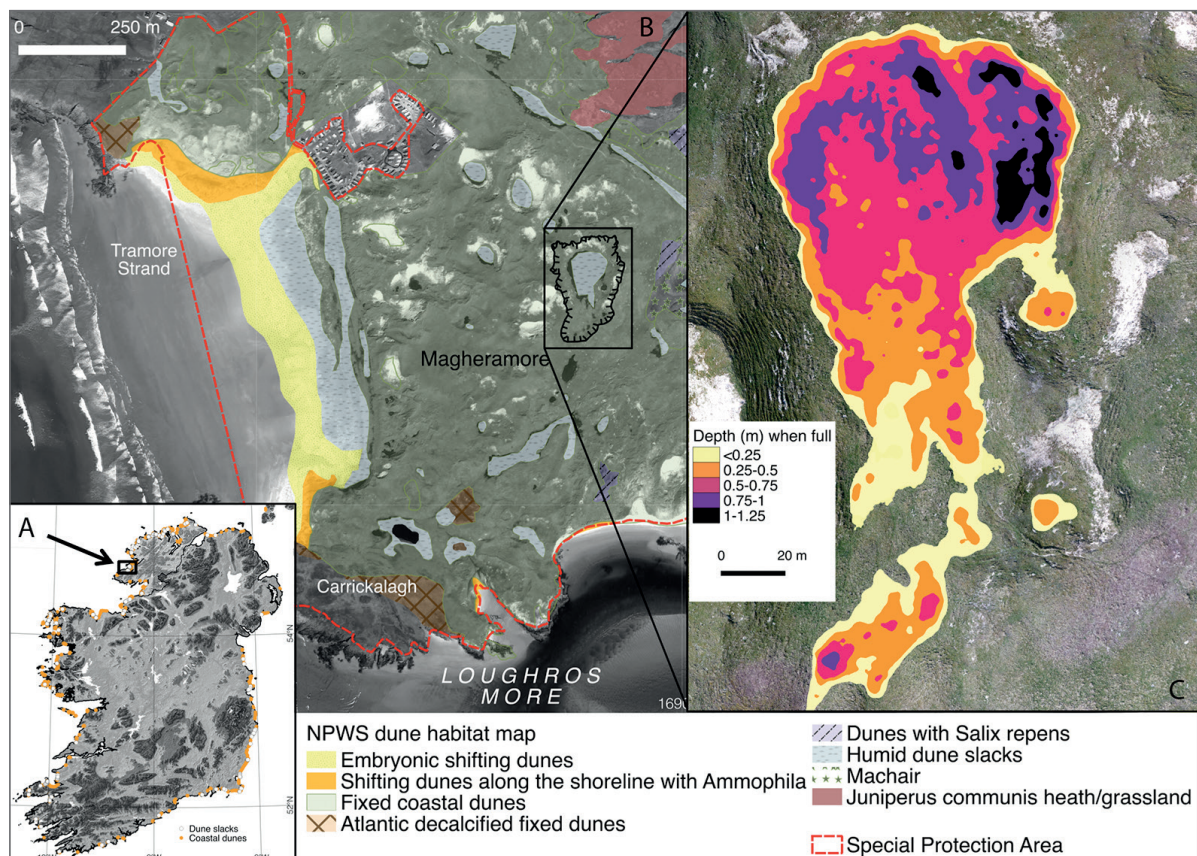 0 250 m
B
Tramore
Strand
Magheramore
Carrickalagh
LOUGHROS
MORE
A
54°N
52°N
Dune slacks
Coastal dunes
Depth (m) when full
<0.25
0.25-0.5
0.5-0.75
0.75-1
1-1.25
0 20 m
C
NPWS dune habitat map
Embryonic shifting dunes
Shifting dunes along the shoreline with Ammophila
Fixed coastal dunes
Atlantic decalcified fixed dunes
Dunes with Salix repens
Humid dune slacks
Machair
Juniperus communis heath/grassland
Special Protection Area